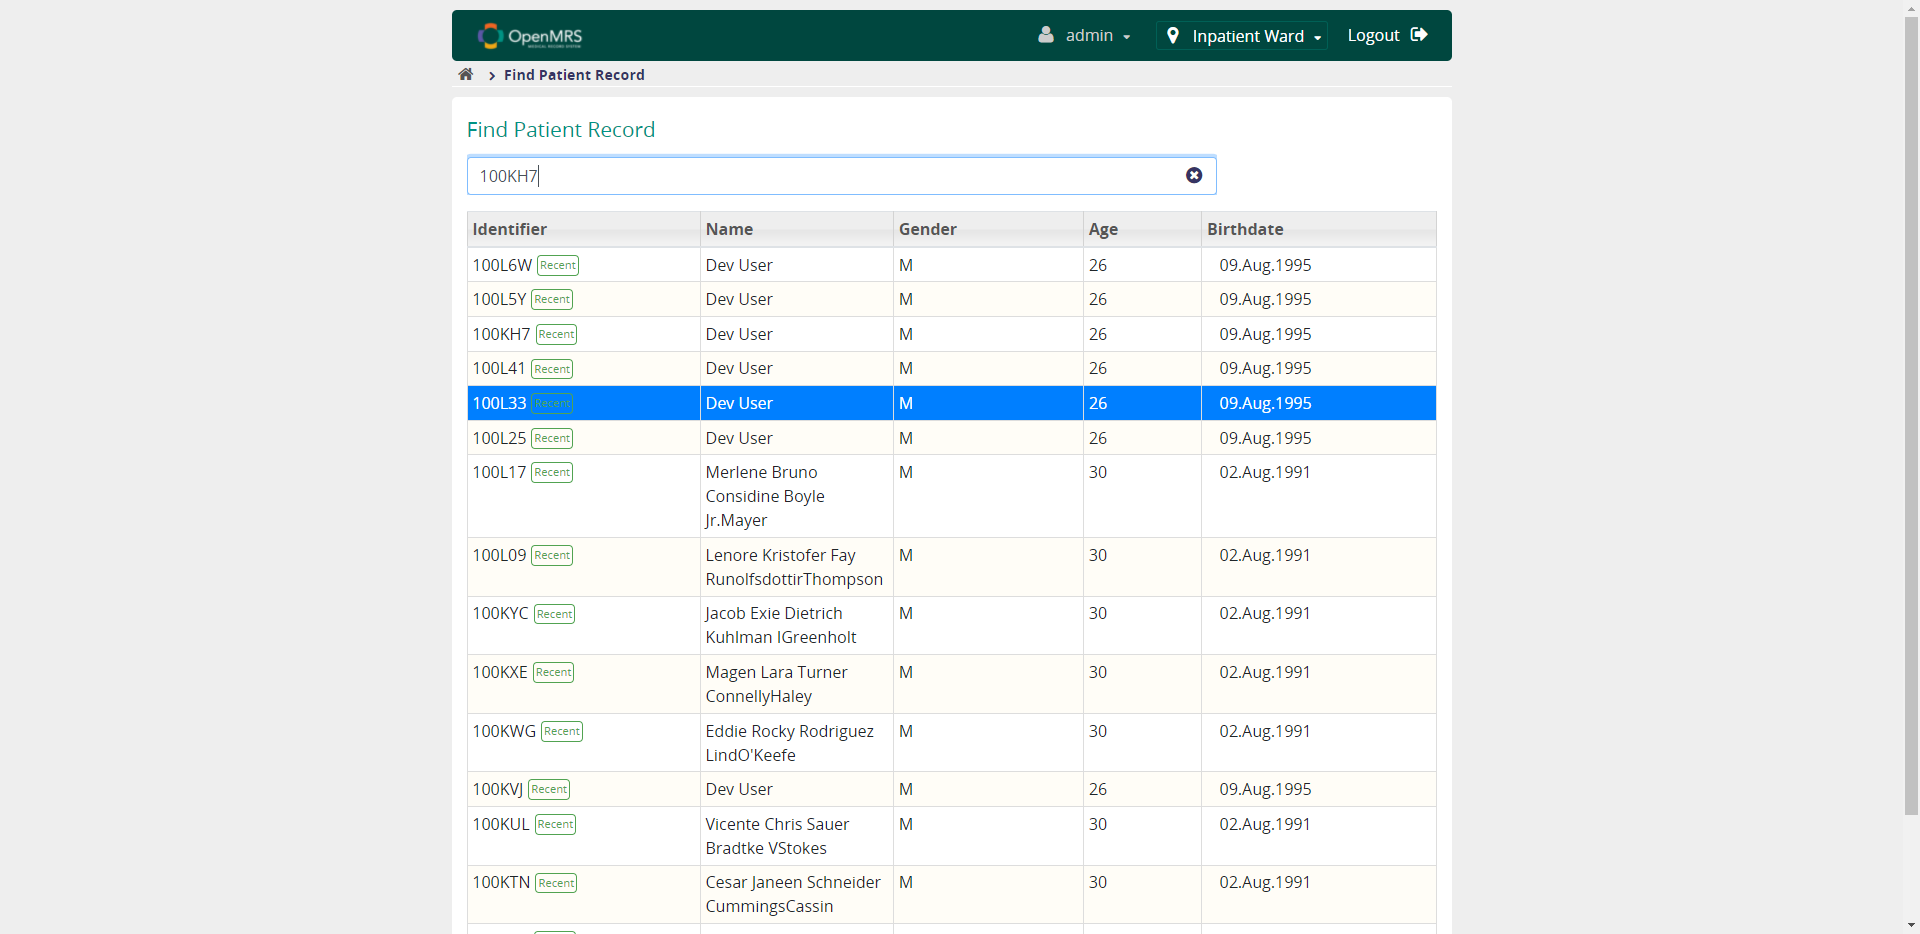 OpenMRS
admin
Inpatient Ward
Logout
Find Patient Record
Find Patient Record
100KH7
Identifier Name Gender Age Birthdate
100L6W Recent Dev User M 26 09.Aug.1995
100L5Y Recent Dev User M 26 09.Aug.1995
100KH7 Recent Dev User M 26 09.Aug.1995
100L41 Recent Dev User M 26 09.Aug.1995
100L33 Recent Dev User M 26 09.Aug.1995
100L25 Recent Dev User M 26 09.Aug.1995
100L17 Recent Merlene Bruno M 30 02.Aug.1991
Considine Boyle
Jr.Mayer
100L09 Recent Lenore Kristofer Fay M 30 02.Aug.1991
RunolfsdottirThompson
100KYC Recent Jacob Exie Dietrich M 30 02.Aug.1991
Kuhlman IGreenholt
100KXE Recent Magen Lara Turner M 30 02.Aug.1991
ConnellyHaley
100KWG Recent Eddie Rocky Rodriguez M 30 02.Aug.1991
LindO'Keefe
100KVJ Recent Dev User M 26 09.Aug.1995
100KUL Recent Vicente Chris Sauer M 30 02.Aug.1991
Bradtke VStokes
100KTN Recent Cesar Janeen Schneider M 30 02.Aug.1991
CummingsCassin